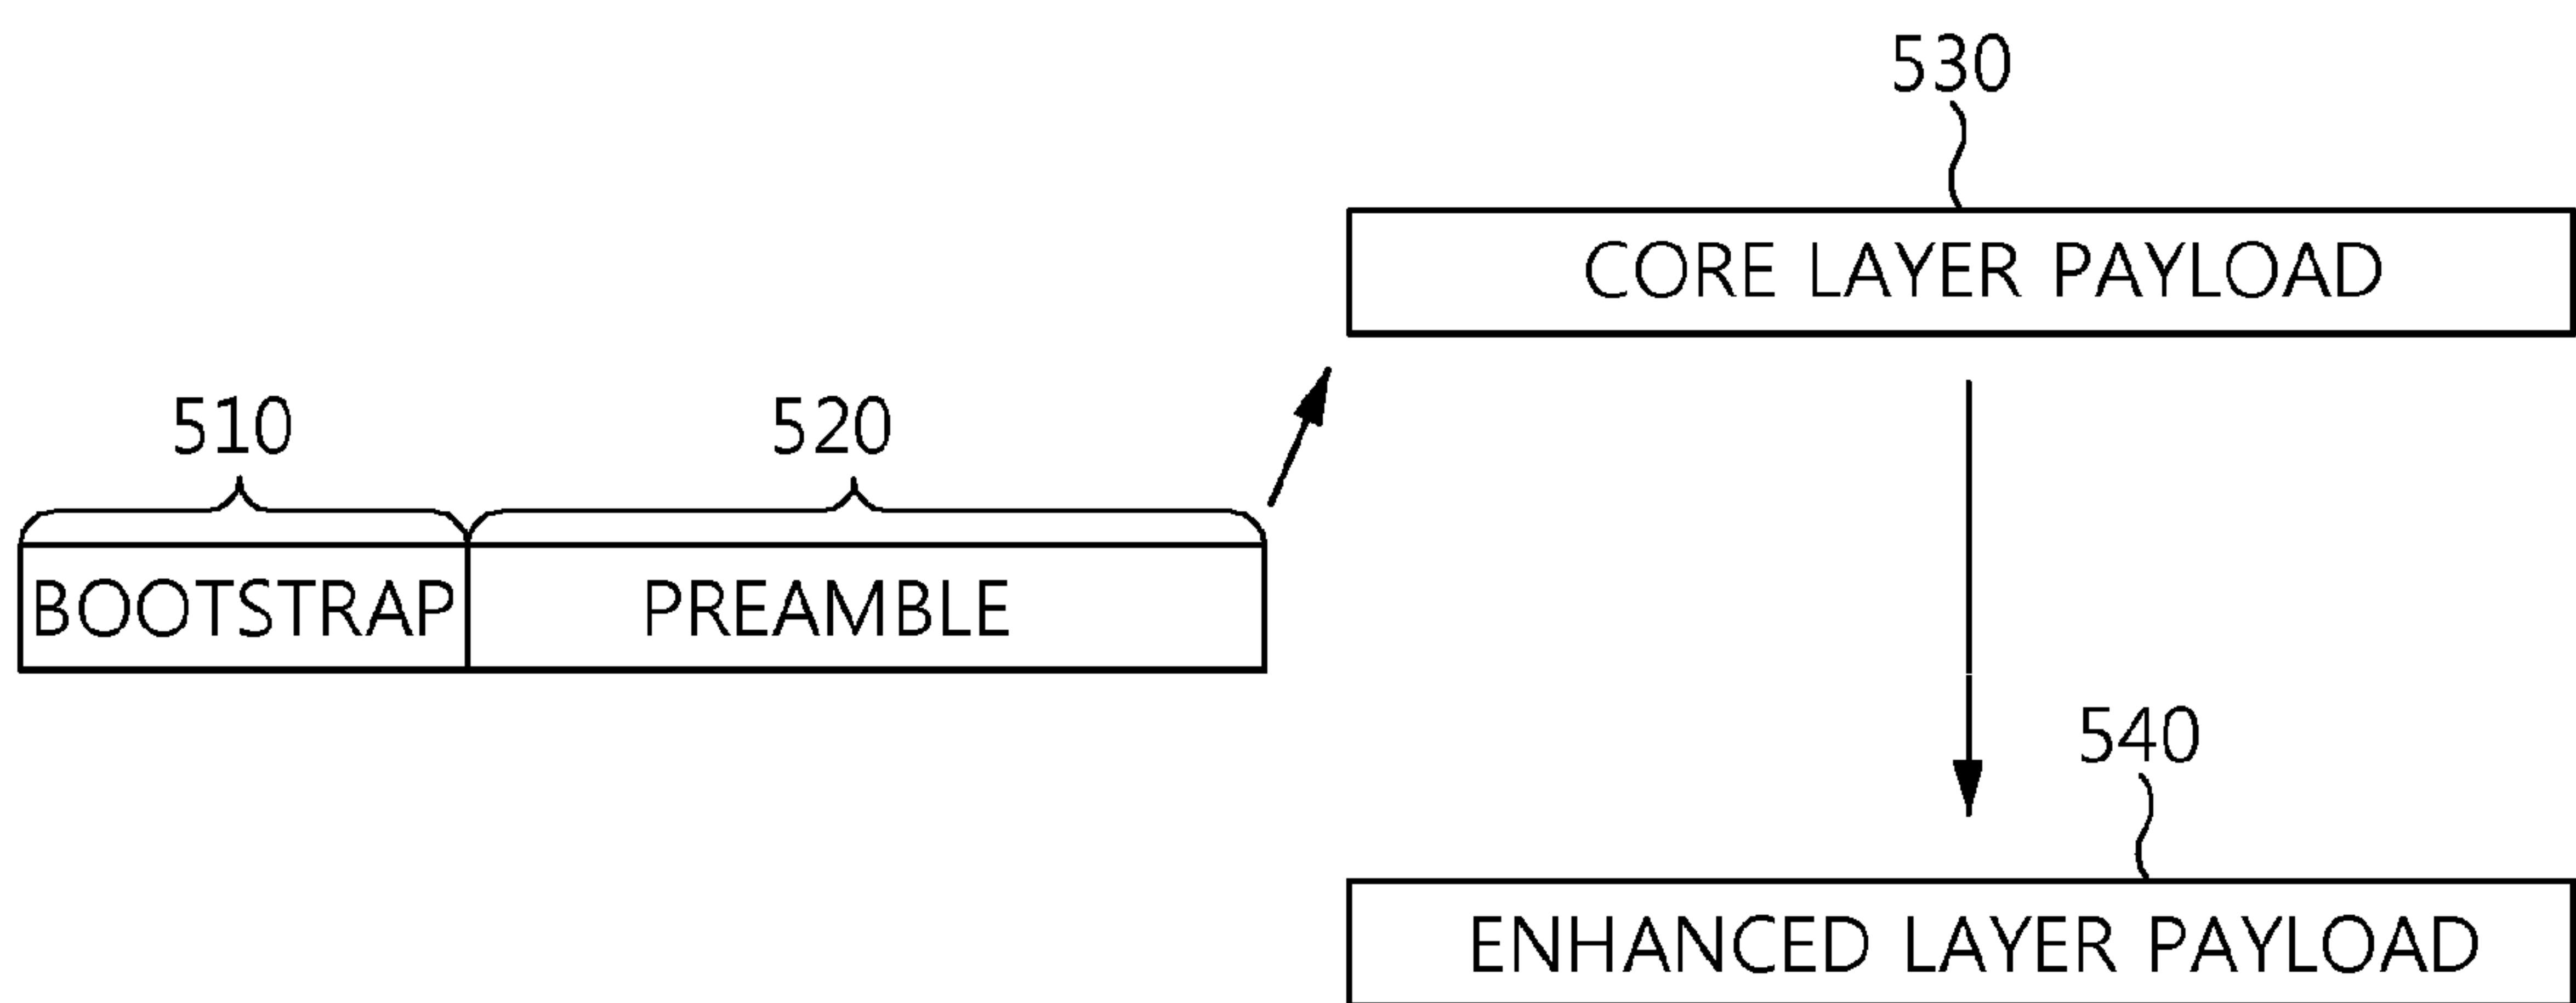 530
CORE LAYER PAYLOAD
510
520
BOOTSTRAP
PREAMBLE
540
ENHANCED LAYER PAYLOAD